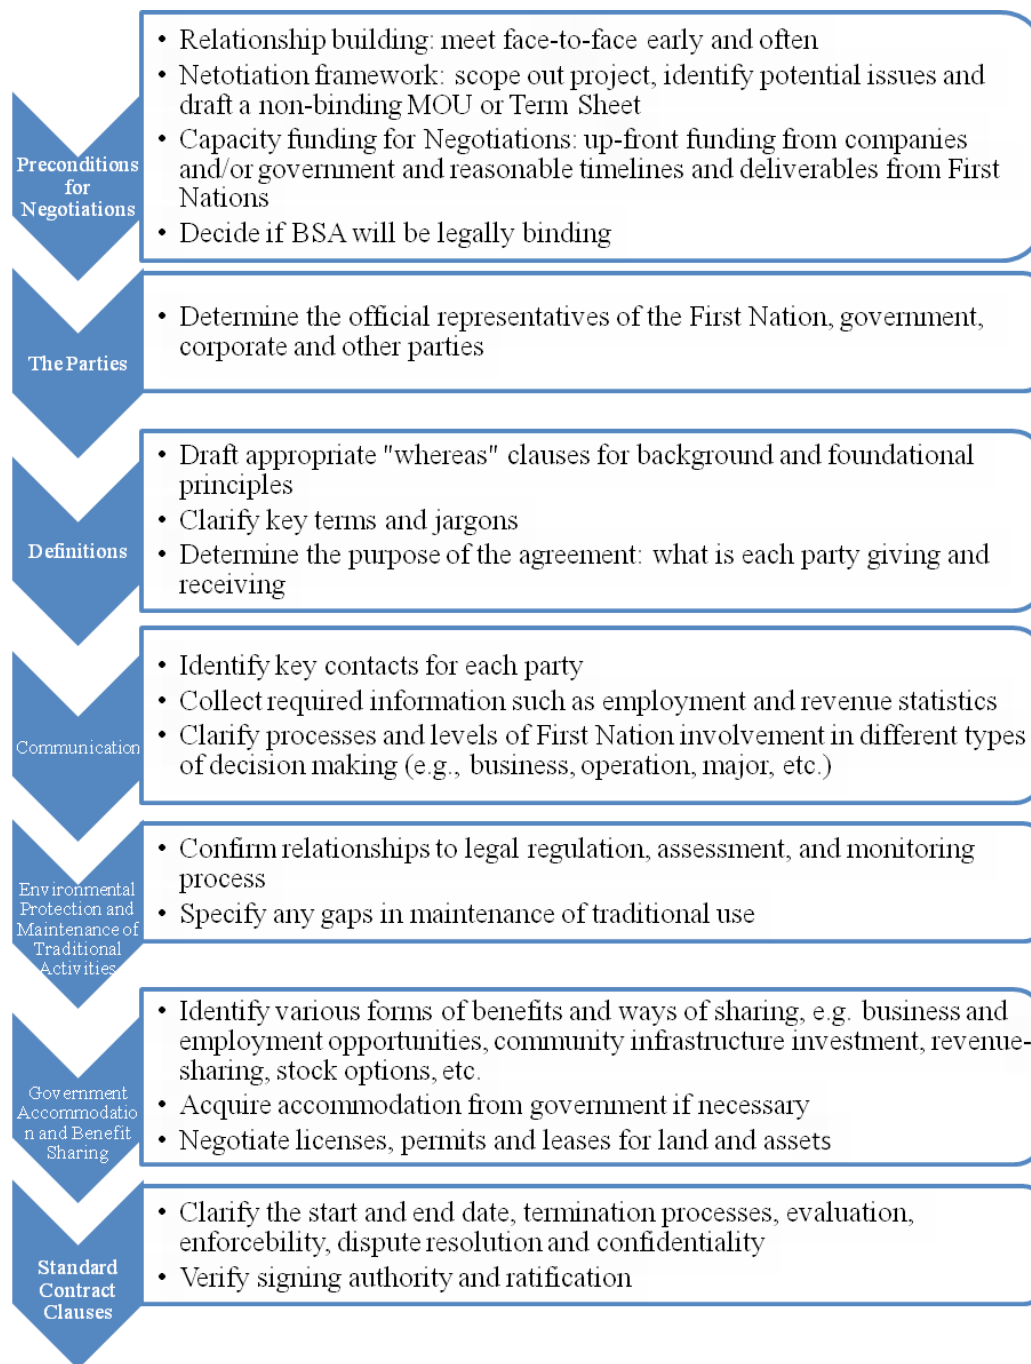 Preconditions
for
Negotiations
• Relationship building: meet face-to-face early and often
• Netotiation framework: scope out project, identify potential issues and
draft a non-binding MOU or Term Sheet
• Capacity funding for Negotiations: up-front funding from companies
and/or government and reasonable timelines and deliverables from First
Nations
• Decide if BSA will be legally binding
The Parties
• Determine the official representatives of the First Nation, government,
corporate and other parties
Definitions
• Draft appropriate "whereas" clauses for background and foundational
principles
• Clarify key terms and jargons
• Determine the purpose of the agreement: what is each party giving and
receiving
Communication
• Identify key contacts for each party
• Collect required information such as employment and revenue statistics
• Clarify processes and levels of First Nation involvement in different types
of decision making (e.g., business, operation, major, etc.)
Environmental
Protection and
Maintenance of
Traditional
Activities
• Confirm relationships to legal regulation, assessment, and monitoring
process
• Specify any gaps in maintenance of traditional use
Government
Accommodatio
n and Benefit
Sharing
• Identify various forms of benefits and ways of sharing, e.g. business and
employment opportunities, community infrastructure investment, revenue-
sharing, stock options, etc.
• Acquire accommodation from government if necessary
• Negotiate licenses, permits and leases for land and assets
Standard
Contract
Clauses
• Clarify the start and end date, termination processes, evaluation,
enforcebility, dispute resolution and confidentiality
• Verify signing authority and ratification